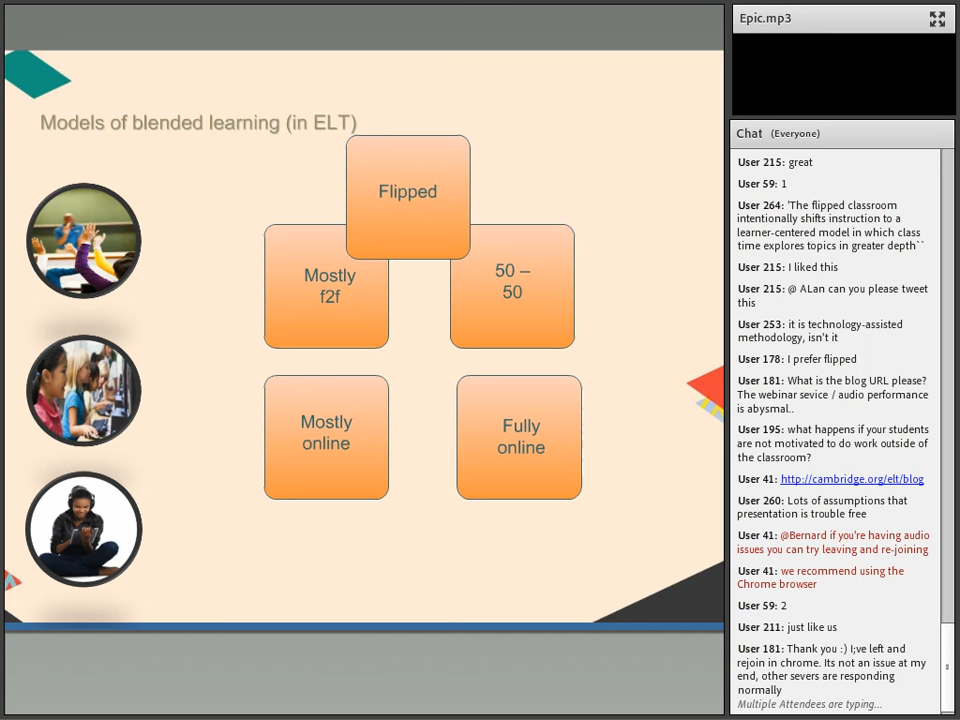 Models of blended learning (in ELT)
Flipped
Mostly
f2f
50 –
50
Mostly
online
Fully
online
Epic.mp3
Chat (Everyone)
User 215: great
User 59: 1
User 264: 'The flipped classroom
intentionally shifts instruction to a
learner-centered model in which class
time explores topics in greater depth``
User 215: I liked this
User 215: @ ALan can you please tweet
this
User 253: it is technology-assisted
methodology, isn't it
User 178: I prefer flipped
User 181: What is the blog URL please?
The webinar sevice / audio performance
is abysmal..
User 195: what happens if your students
are not motivated to do work outside of
the classroom?
User 41: http://cambridge.org/elt/blog
User 260: Lots of assumptions that
presentation is trouble free
User 41: @Bernard if you're having audio
issues you can try leaving and re-joining
User 41: we recommend using the
Chrome browser
User 59: 2
User 211: just like us
User 181: Thank you :) I;ve left and
rejoin in chrome. Its not an issue at my
end, other severs are responding
normally
Multiple Attendees are typing...